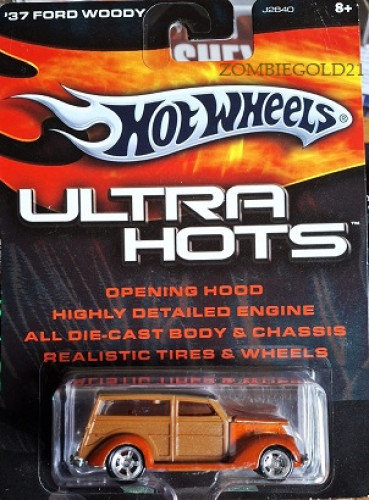 '37 FORD WOODY
J2640
8+
ZOMBIEGOLD21
HOT WHEELS®
ULTRA
HOTS™
OPENING HOOD
HIGHLY DETAILED ENGINE
ALL DIE-CAST BODY & CHASSIS
REALISTIC TIRES & WHEELS